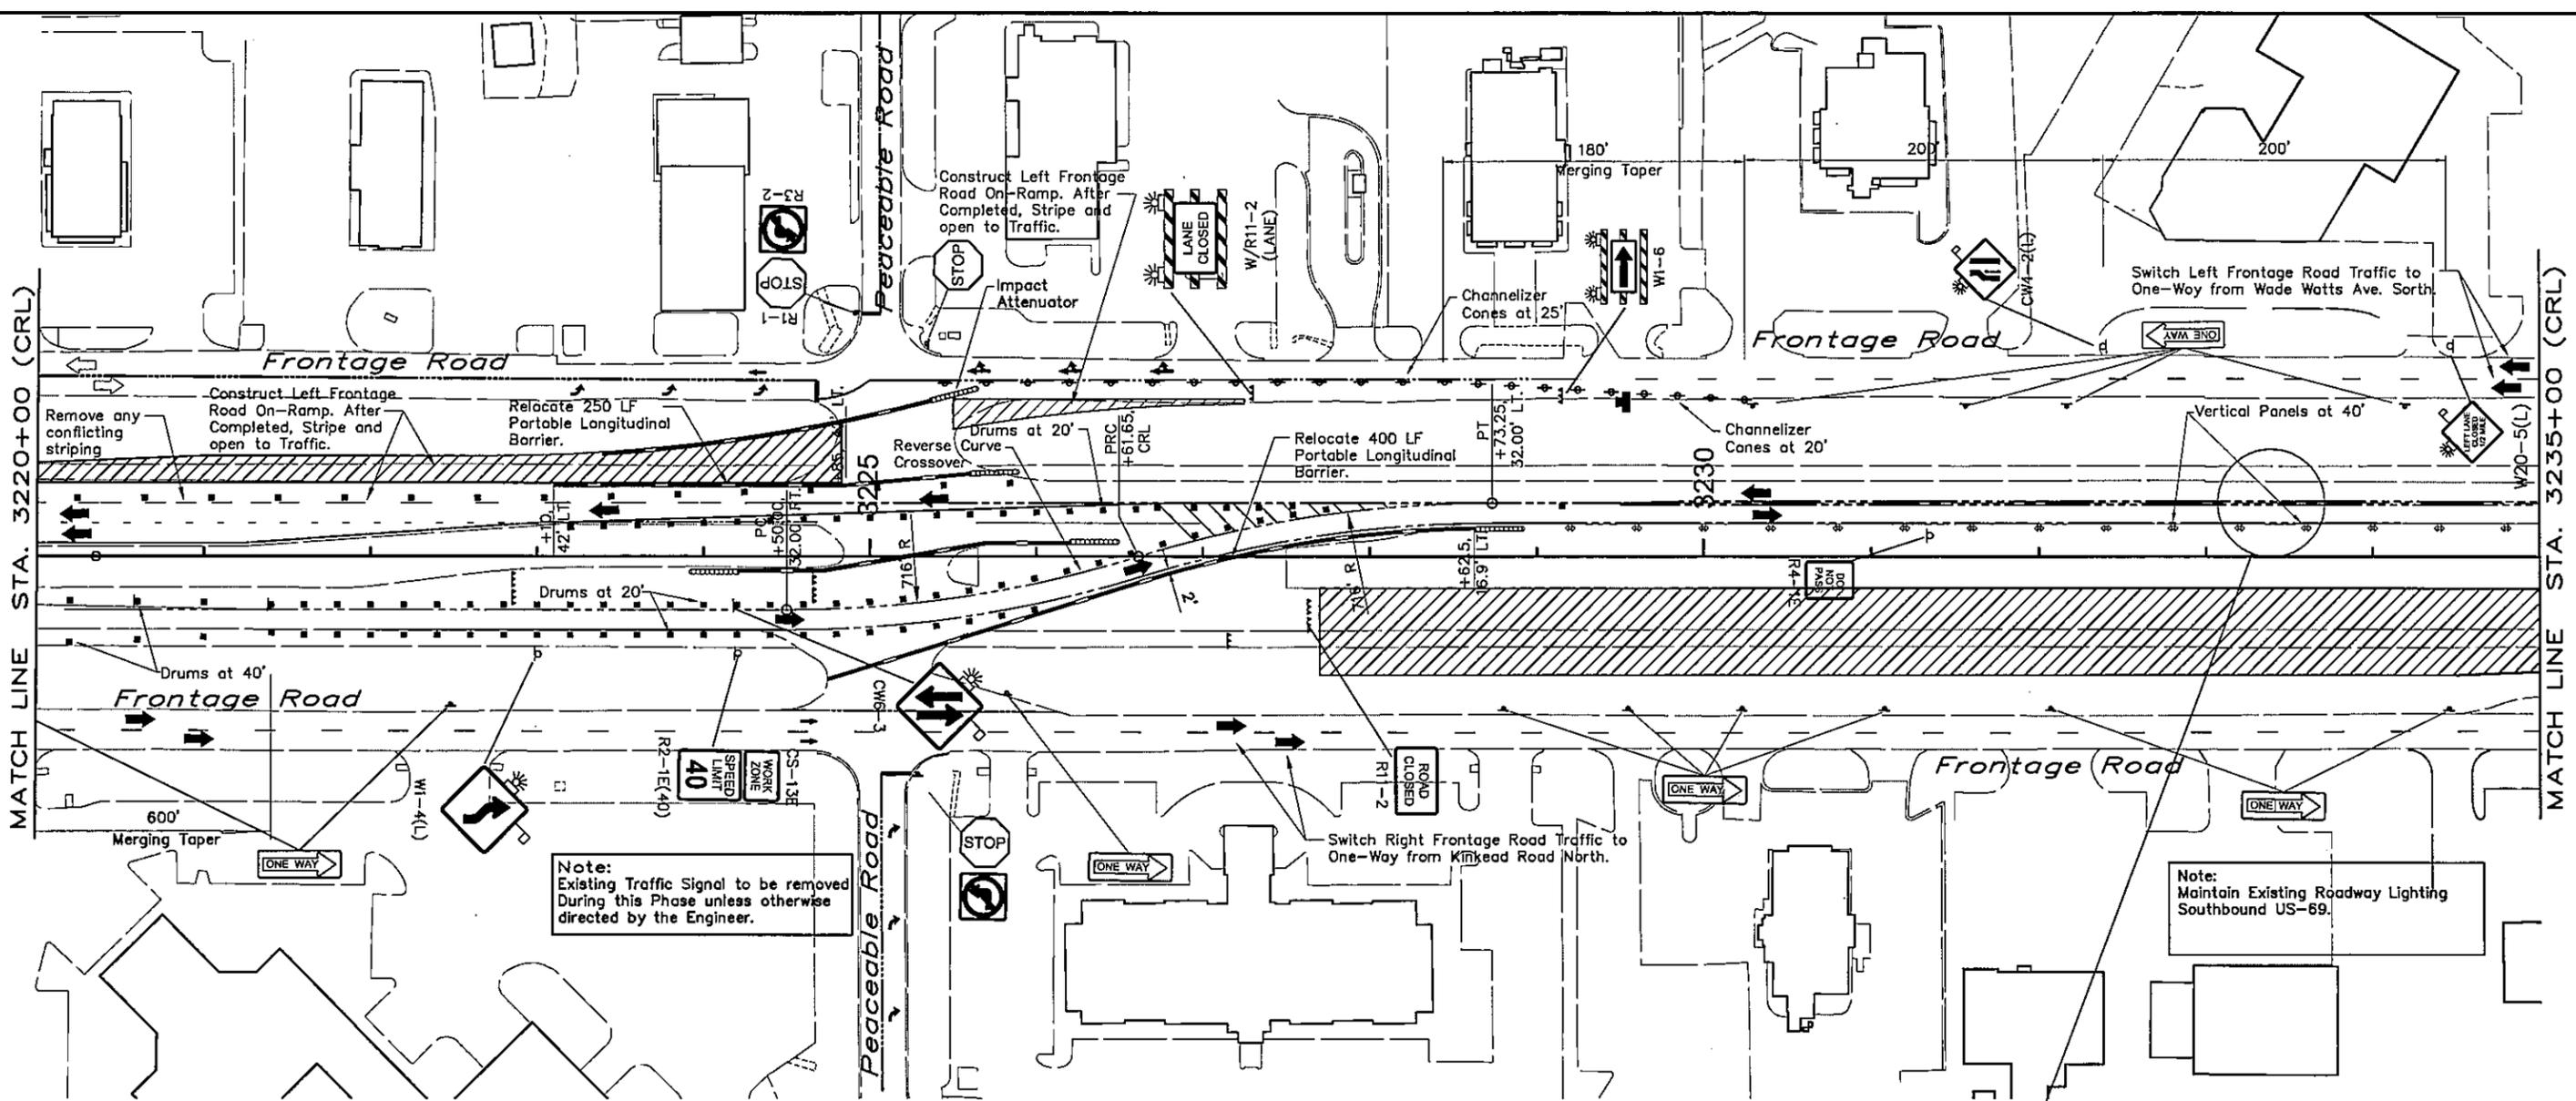 MATCH LINE STA. 3220+00 (CRL)
Peaceable Road
R3-2
STOP
R1-1
Construct Left Frontage
Road On-Ramp. After
Completed, Stripe and
open to Traffic.
STOP
Impact
Attenuator
LANE
CLOSED
W/R11-2
(LANE)
180'
Merging Taper
200'
200'
W1-6
Channelizer
Cones at 25'
CW4-2(L)
Switch Left Frontage Road Traffic to
One-Way from Wade Watts Ave. Sorth.
ONE WAY
Frontage Road
Frontage Road
Remove any
conflicting
striping
Construct Left Frontage
Road On-Ramp. After
Completed, Stripe and
open to Traffic.
Relocate 250 LF
Portable Longitudinal
Barrier.
Reverse Curve
Crossover
Drums at 20'
PRC
+61.65,
CRL
Relocate 400 LF
Portable Longitudinal
Barrier.
PT
+73.25,
32.00' LT.
Channelizer
Cones at 20'
Vertical Panels at 40'
LEFT LANE
CLOSED
1/2 MILE
W20-5(L)
3225
3230
+10,
42' LT.
PC
+50.00,
32.00' RT.
716' R
2'
716' R
+62.5,
16.9' LT.
DO
NOT
PASS
Drums at 20'
Drums at 40'
Frontage Road
CW6-3
R2-1E(40)
SPEED
LIMIT
40
WORK
ZONE
CS-13E
W1-4(L)
600'
Merging Taper
ONE WAY
Note:
Existing Traffic Signal to be removed
During this Phase unless otherwise
directed by the Engineer.
Peaceable Road
STOP
ONE WAY
ROAD
CLOSED
R11-2
Switch Right Frontage Road Traffic to
One-Way from Kinkead Road North.
ONE WAY
Frontage Road
ONE WAY
Note:
Maintain Existing Roadway Lighting
Southbound US-69.
MATCH LINE STA. 3235+00 (CRL)